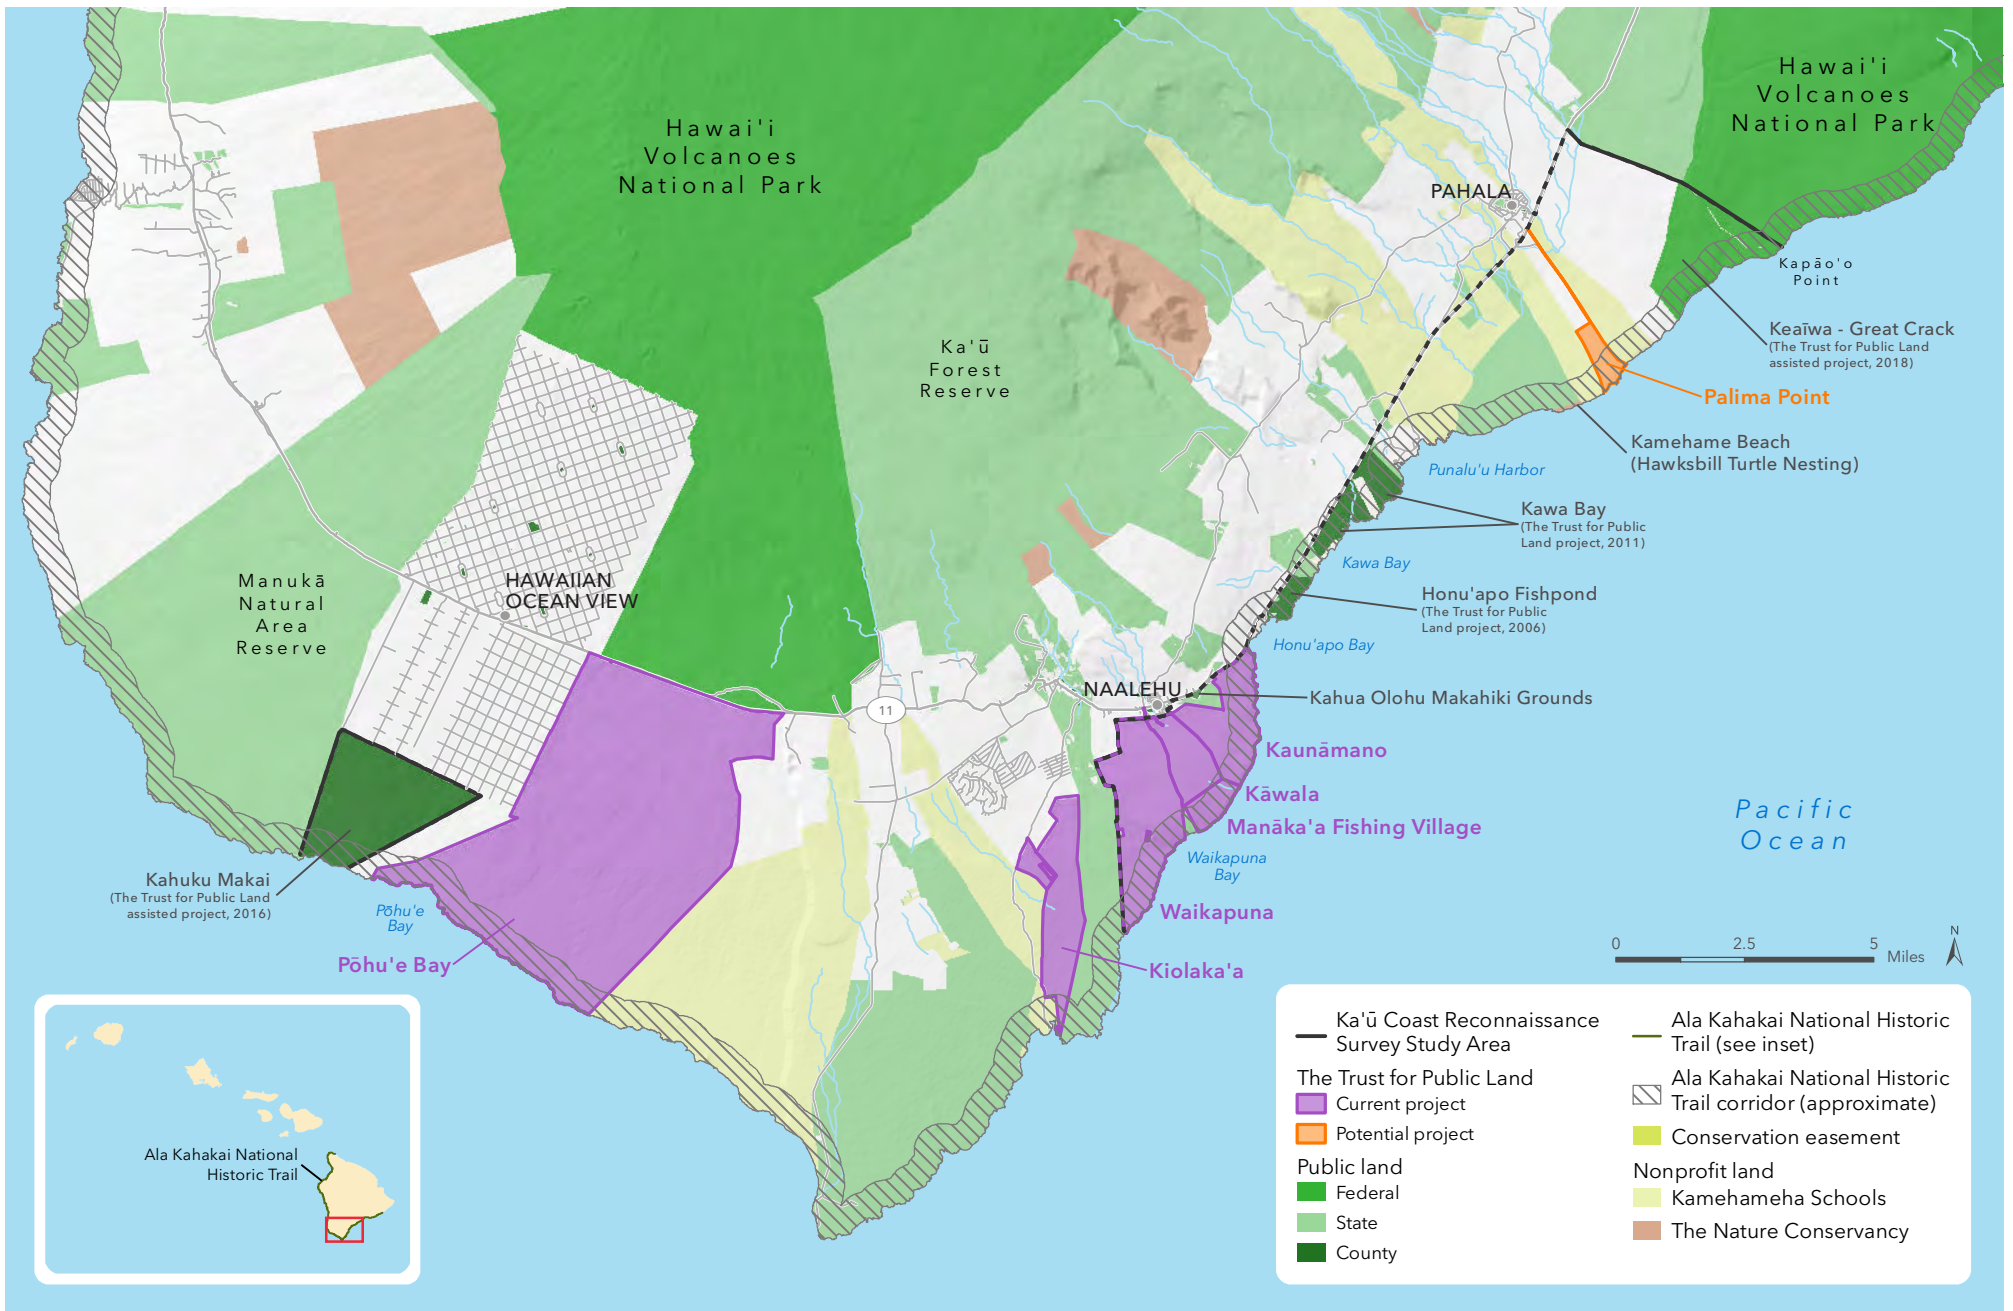 Hawai'i
Volcanoes
National Park
Hawai'i
Volcanoes
National Park
PAHALA
Kapāo'o
Point
Keaīwa - Great Crack
(The Trust for Public Land
assisted project, 2018)
Palima Point
Kamehame Beach
(Hawksbill Turtle Nesting)
Ka'ū
Forest
Reserve
Punalu'u Harbor
Kawa Bay
(The Trust for Public
Land project, 2011)
Kawa Bay
Honu'apo Fishpond
(The Trust for Public
Land project, 2006)
Honu'apo Bay
Manukā
Natural
Area
Reserve
HAWAIIAN
OCEAN VIEW
NAALEHU
11
Kahua Olohu Makahiki Grounds
Kaunāmano
Kāwala
Manāka'a Fishing Village
Waikapuna
Bay
Waikapuna
Kiolaka'a
Pacific
Ocean
Kahuku Makai
(The Trust for Public Land
assisted project, 2016)
Pōhu'e
Bay
Pōhu'e Bay
0 2.5 5
Miles
N
Ala Kahakai National
Historic Trail
Ka'ū Coast Reconnaissance
Survey Study Area
The Trust for Public Land
Current project
Potential project
Public land
Federal
State
County
Ala Kahakai National Historic
Trail (see inset)
Ala Kahakai National Historic
Trail corridor (approximate)
Conservation easement
Nonprofit land
Kamehameha Schools
The Nature Conservancy